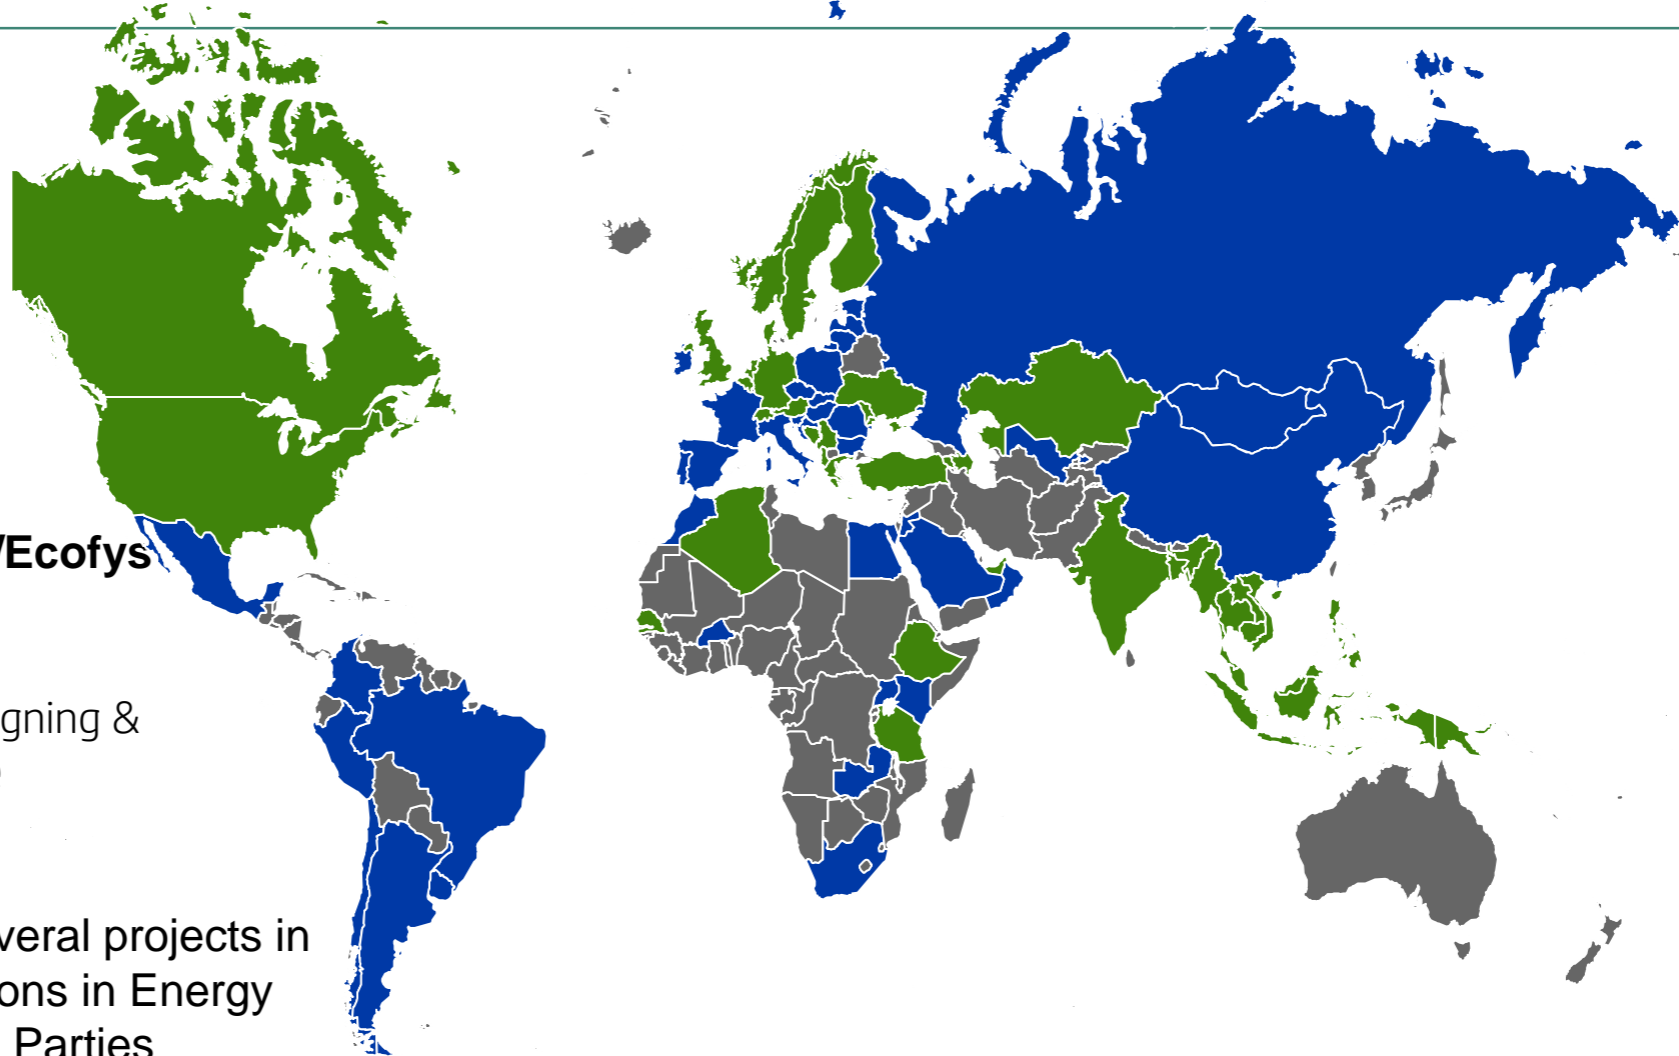 /Ecofys
gning &
veral projects in
ons in Energy
Parties